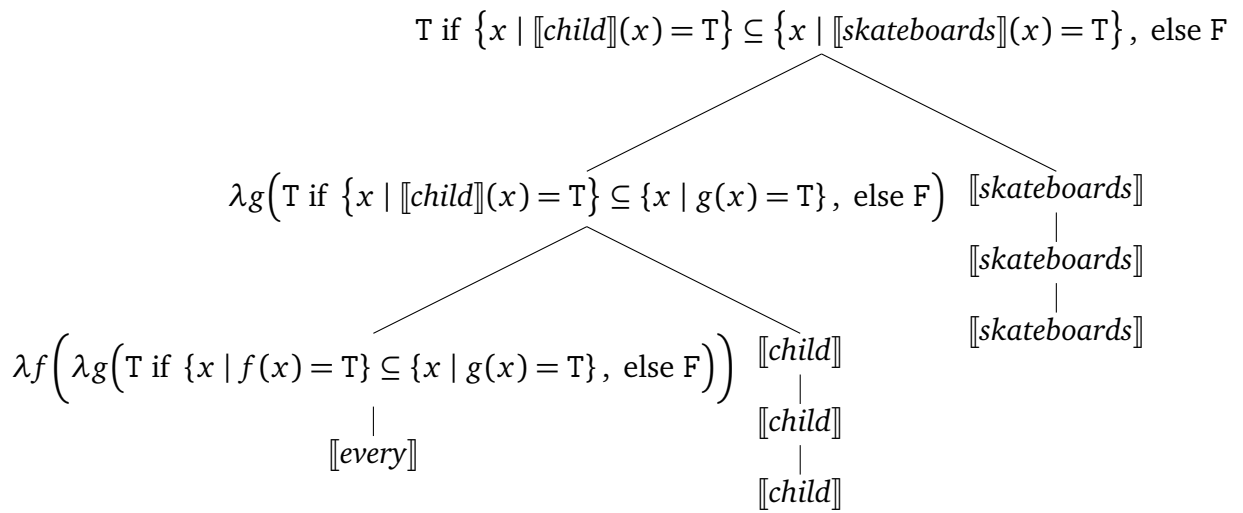 T if {x | ⟦child⟧(x) = T} ⊆ {x | ⟦skateboards⟧(x) = T}, else F
λg(T if {x | ⟦child⟧(x) = T} ⊆ {x | g(x) = T}, else F) ⟦skateboards⟧
⟦skateboards⟧
⟦skateboards⟧
λf(λg(T if {x | f(x) = T} ⊆ {x | g(x) = T}, else F)) ⟦child⟧
⟦child⟧
⟦every⟧
⟦child⟧